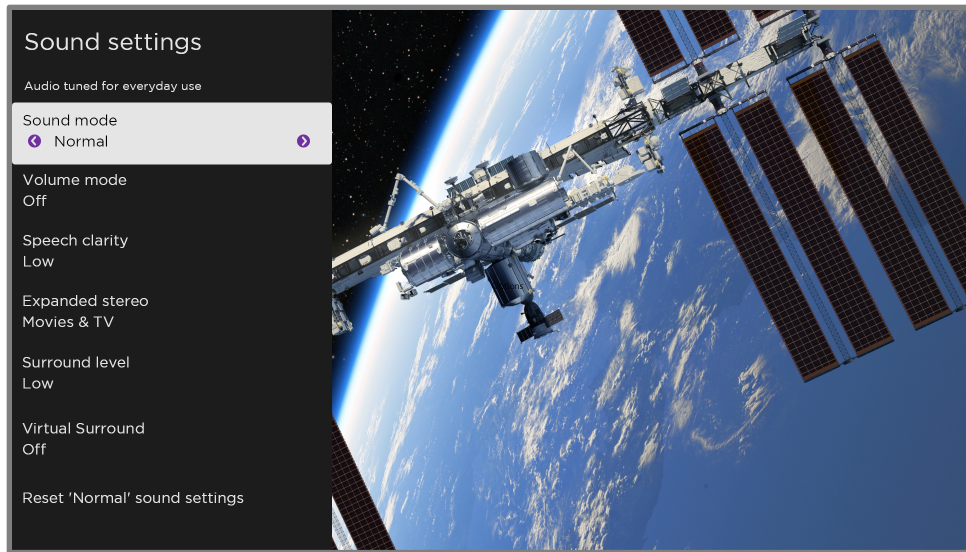 Sound settings
Audio tuned for everyday use
Sound mode
Normal
Volume mode
Off
Speech clarity
Low
Expanded stereo
Movies & TV
Surround level
Low
Virtual Surround
Off
Reset 'Normal' sound settings